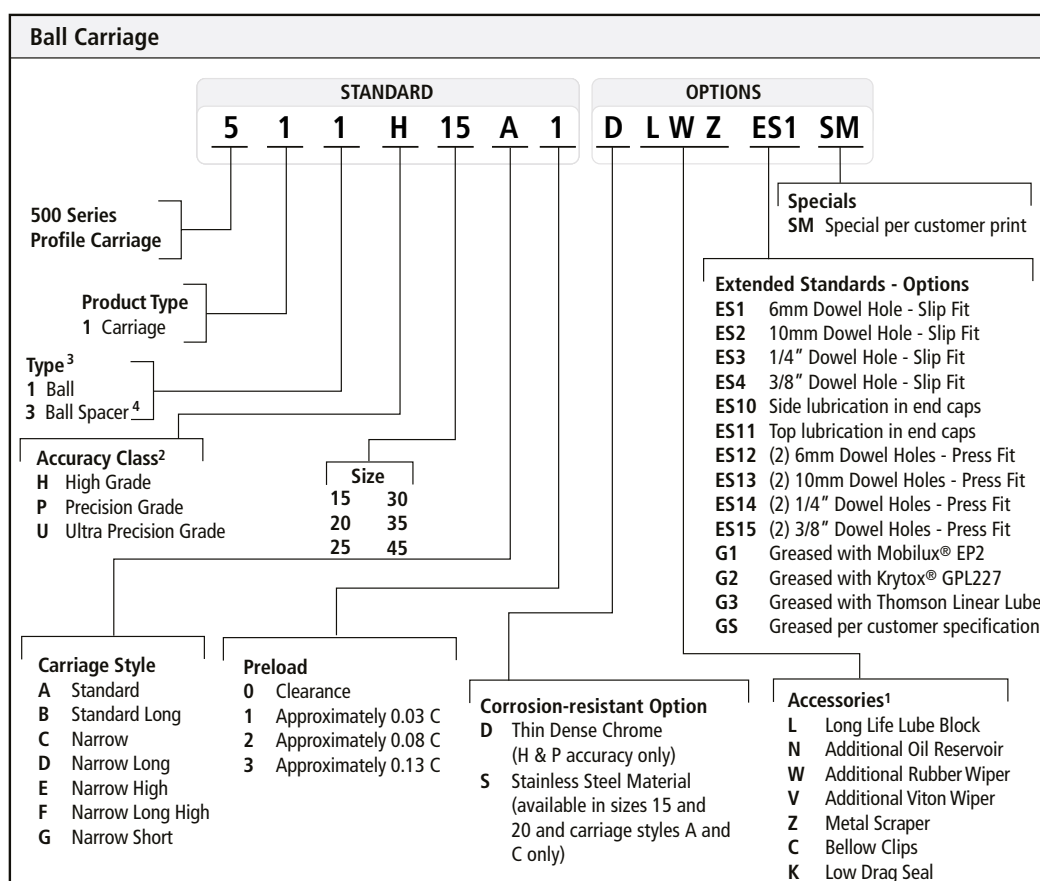 Ball Carriage
STANDARD
OPTIONS
5 1 1 H 15 A 1 D L W Z ES1 SM
500 Series
Profile Carriage
Product Type
1 Carriage
Type 3
1 Ball
3 Ball Spacer 4
Accuracy Class2
H High Grade
P Precision Grade
U Ultra Precision Grade
Size
15 30
20 35
25 45
Carriage Style
A Standard
B Standard Long
C Narrow
D Narrow Long
E Narrow High
F Narrow Long High
G Narrow Short
Preload
0 Clearance
1 Approximately 0.03 C
2 Approximately 0.08 C
3 Approximately 0.13 C
Corrosion-resistant Option
D Thin Dense Chrome
(H & P accuracy only)
S Stainless Steel Material
(available in sizes 15 and
20 and carriage styles A and
C only)
Specials
SM Special per customer print
Extended Standards - Options
ES1 6mm Dowel Hole - Slip Fit
ES2 10mm Dowel Hole - Slip Fit
ES3 1/4″ Dowel Hole - Slip Fit
ES4 3/8″ Dowel Hole - Slip Fit
ES10 Side lubrication in end caps
ES11 Top lubrication in end caps
ES12 (2) 6mm Dowel Holes - Press Fit
ES13 (2) 10mm Dowel Holes - Press Fit
ES14 (2) 1/4″ Dowel Holes - Press Fit
ES15 (2) 3/8″ Dowel Holes - Press Fit
G1 Greased with Mobilux® EP2
G2 Greased with Krytox® GPL227
G3 Greased with Thomson Linear Lube
GS Greased per customer specification
Accessories1
L Long Life Lube Block
N Additional Oil Reservoir
W Additional Rubber Wiper
V Additional Viton Wiper
Z Metal Scraper
C Bellow Clips
K Low Drag Seal